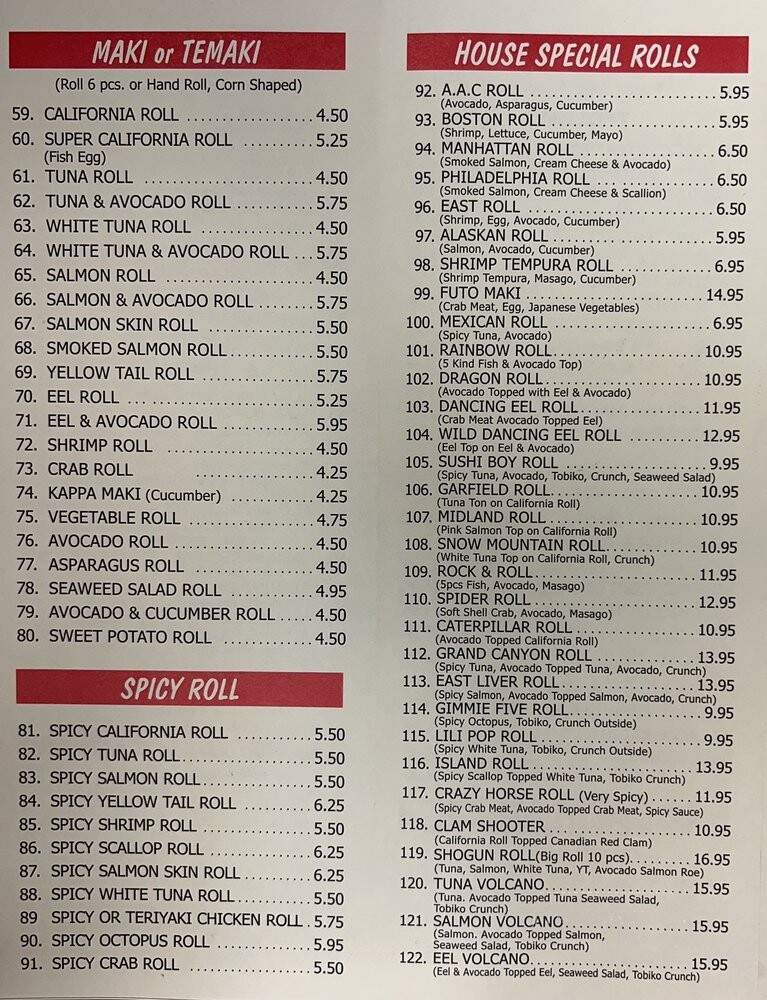 MAKI or TEMAKI
(Roll 6 pcs. or Hand Roll, Corn Shaped)
59. CALIFORNIA ROLL ..................4.50
60. SUPER CALIFORNIA ROLL ..........5.25
(Fish Egg)
61. TUNA ROLL ........................4.50
62. TUNA & AVOCADO ROLL...........5.75
63. WHITE TUNA ROLL ................4.50
64. WHITE TUNA & AVOCADO ROLL...5.75
65. SALMON ROLL .....................4.50
66. SALMON & AVOCADO ROLL ........5.75
67. SALMON SKIN ROLL ...............5.50
68. SMOKED SALMON ROLL............5.50
69. YELLOW TAIL ROLL ................5.75
70. EEL ROLL ... ......................5.25
71. EEL & AVOCADO ROLL .............5.95
72. SHRIMP ROLL .....................4.50
73. CRAB ROLL ................4.25
74. KAPPA MAKI (Cucumber) ............4.25
75. VEGETABLE ROLL ..................4.75
76. AVOCADO ROLL ....................4.50
77. ASPARAGUS ROLL .................4.50
78. SEAWEED SALAD ROLL ............4.95
79. AVOCADO & CUCUMBER ROLL.....4.50
80. SWEET POTATO ROLL .............4.50
SPICY ROLL
81. SPICY CALIFORNIA ROLL ...........5.50
82. SPICY TUNA ROLL..................5.50
83. SPICY SALMON ROLL...............5.50
84. SPICY YELLOW TAIL ROLL ..........6.25
85. SPICY SHRIMP ROLL ...............5.50
86. SPICY SCALLOP ROLL ..............6.25
87. SPICY SALMON SKIN ROLL .........6.25
88. SPICY WHITE TUNA ROLL..........5.50
89 SPICY OR TERIYAKI CHICKEN ROLL.5.75
90. SPICY OCTOPUS ROLL .............5.95
91. SPICY CRAB ROLL .................5.50
HOUSE SPECIAL ROLLS
92. A.A.C ROLL .........................5.95
(Avocado, Asparagus, Cucumber)
93. BOSTON ROLL ......................5.95
(Shrimp, Lettuce, Cucumber, Mayo)
94. MANHATTAN ROLL ..................6.50
(Smoked Salmon, Cream Cheese & Avocado)
95. PHILADELPHIA ROLL ... ............6.50
(Smoked Salmon, Cream Cheese & Scallion)
96. EAST ROLL .........................6.50
(Shrimp, Egg, Avocado, Cucumber)
97. ALASKAN ROLL .....................5.95
(Salmon, Avocado, Cucumber)
98. SHRIMP TEMPURA ROLL ............6.95
(Shrimp Tempura, Masago, Cucumber)
99. FUTO MAKI ........................14.95
(Crab Meat, Egg, Japanese Vegetables)
100. MEXICAN ROLL .....................6.95
(Spicy Tuna, Avocado)
101. RAINBOW ROLL....................10.95
(5 Kind Fish & Avocado Top)
102. DRAGON ROLL.....................10.95
(Avocado Topped with Eel & Avocado)
103. DANCING EEL ROLL................11.95
(Crab Meat Avocado Topped Eel)
104. WILD DANCING EEL ROLL ..........12.95
(Eel Top on Eel & Avocado)
105. SUSHI BOY ROLL ...................9.95
(Spicy Tuna, Avocado, Tobiko, Crunch, Seaweed Salad)
106. GARFIELD ROLL....................10.95
(Tuna Ton on California Roll)
107. MIDLAND ROLL ....................10.95
(Pink Salmon Top on California Roll)
108. SNOW MOUNTAIN ROLL............10.95
(White Tuna Top on California Roll, Crunch)
109. ROCK & ROLL......................11.95
(5pcs Fish, Avocado, Masago)
110. SPIDER ROLL ......................12.95
(Soft Shell Crab, Avocado, Masago)
111. CATERPILLAR ROLL ................10.95
(Avocado Topped California Roll)
112. GRAND CANYON ROLL .............13.95
(Spicy Tuna, Avocado Topped Tuna, Avocado, Crunch)
113. EAST LIVER ROLL..................13.95
(Spicy Salmon, Avocado Topped Salmon, Avocado, Crunch)
114. GIMMIE FIVE ROLL..................9.95
(Spicy Octopus, Tobiko, Crunch Outside)
115. LILI POP ROLL ......................9.95
(Spicy White Tuna, Tobiko, Crunch Outside)
116. ISLAND ROLL......................13.95
(Spicy Scallop Topped White Tuna, Tobiko Crunch)
117. CRAZY HORSE ROLL (Very Spicy)......11.95
(Spicy Crab Meat, Avocado Topped Crab Meat, Spicy Sauce)
118. CLAM SHOOTER ...................10.95
(California Roll Topped Canadian Red Clam)
119. SHOGUN ROLL(Big Roll 10 pcs).........16.95
(Tuna, Salmon, White Tuna, YT, Avocado Salmon Roe)
120. TUNA VOLCANO....................15.95
(Tuna. Avocado Topped Tuna Seaweed Salad,
Tobiko Crunch)
121. SALMON VOLCANO.................15.95
(Salmon. Avocado Topped Salmon,
Seaweed Salad, Tobiko Crunch)
122. EEL VOLCANO......................15.95
(Eel & Avocado Topped Eel, Seaweed Salad, Tobiko Crunch)